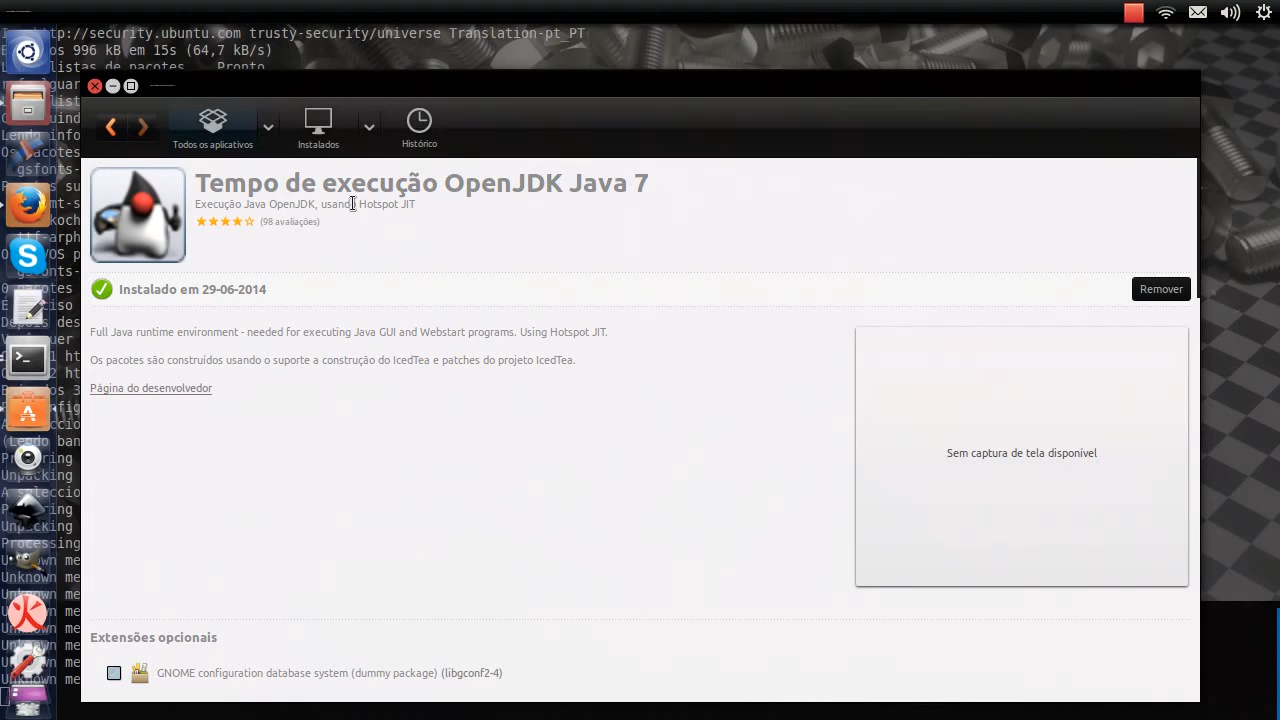 http://security.ubuntu.com trusty-security/universe Translation-pt_PT
os 996 kB em 15s (64,7 kB/s)
listas de pacotes... Pronto
Todos os aplicativos
Instalados
Histórico
Tempo de execução OpenJDK Java 7
Execução Java OpenJDK, usando Hotspot JIT
(98 avaliações)
Instalado em 29-06-2014
Remover
Full Java runtime environment - needed for executing Java GUI and Webstart programs. Using Hotspot JIT.
Os pacotes são construídos usando o suporte a construção do IcedTea e patches do projeto IcedTea.
Página do desenvolvedor
Sem captura de tela disponível
Extensões opcionais
GNOME configuration database system (dummy package) (libgconf2-4)